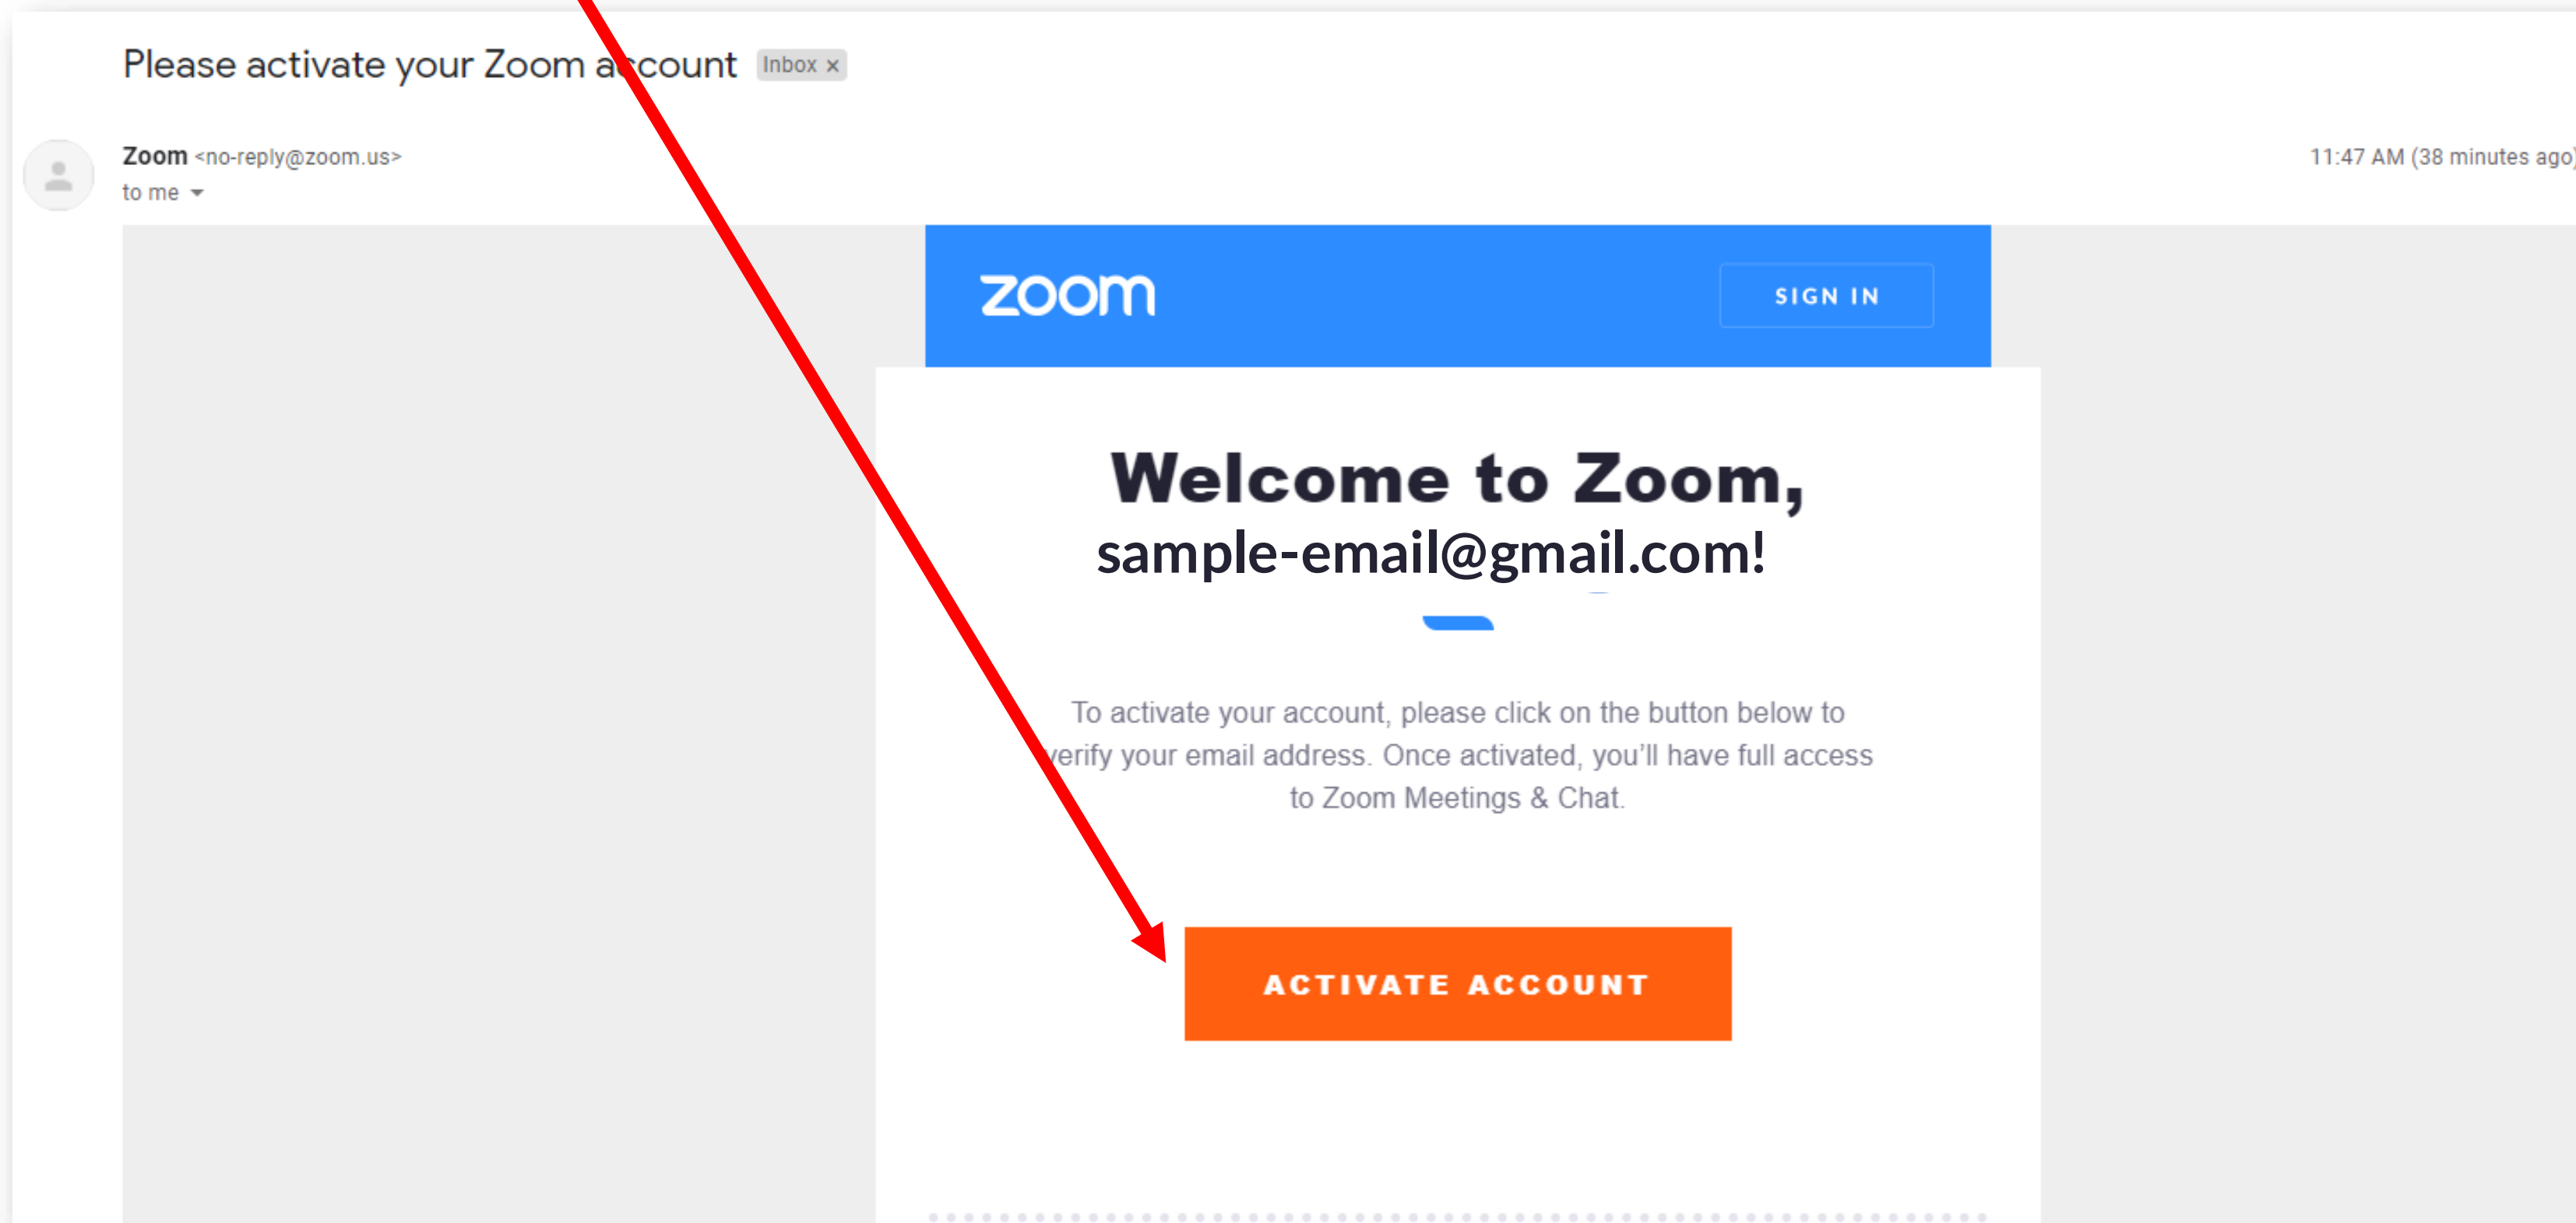 Please activate your Zoom account Inbox ×
Zoom <no-reply@zoom.us>
11:47 AM (38 minutes ago)
to me
zoom
SIGN IN
Welcome to Zoom,
sample-email@gmail.com!
To activate your account, please click on the button below to
verify your email address. Once activated, you'll have full access
to Zoom Meetings & Chat.
ACTIVATE ACCOUNT